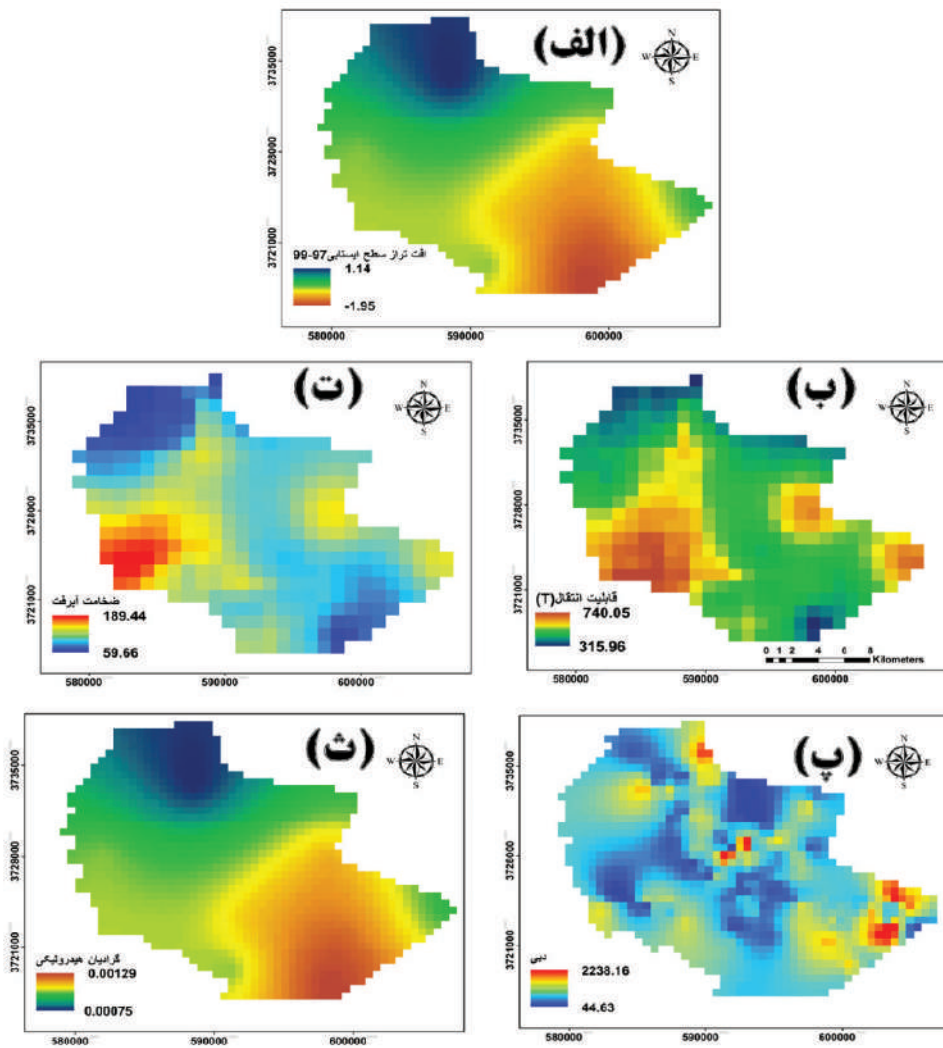 (الف)
N
W E
S
3735000
3728000
3721000
افت تراز سطح ایستابی 99-97
1.14
-1.95
580000 590000 600000
(ب)
N
W E
S
3735000
3728000
3721000
قابلیت انتقال(T)
740.05
315.96
0 1 2 4 6 8
Kilometers
580000 590000 600000
(ت)
N
W E
S
3735000
3728000
3721000
ضخامت آبرفت
189.44
59.66
580000 590000 600000
(پ)
N
W E
S
3735000
3728000
3721000
دبی
2238.16
44.63
580000 590000 600000
(ث)
N
W E
S
3735000
3728000
3721000
گرادیان هیدرولیکی
0.00129
0.00075
580000 590000 600000